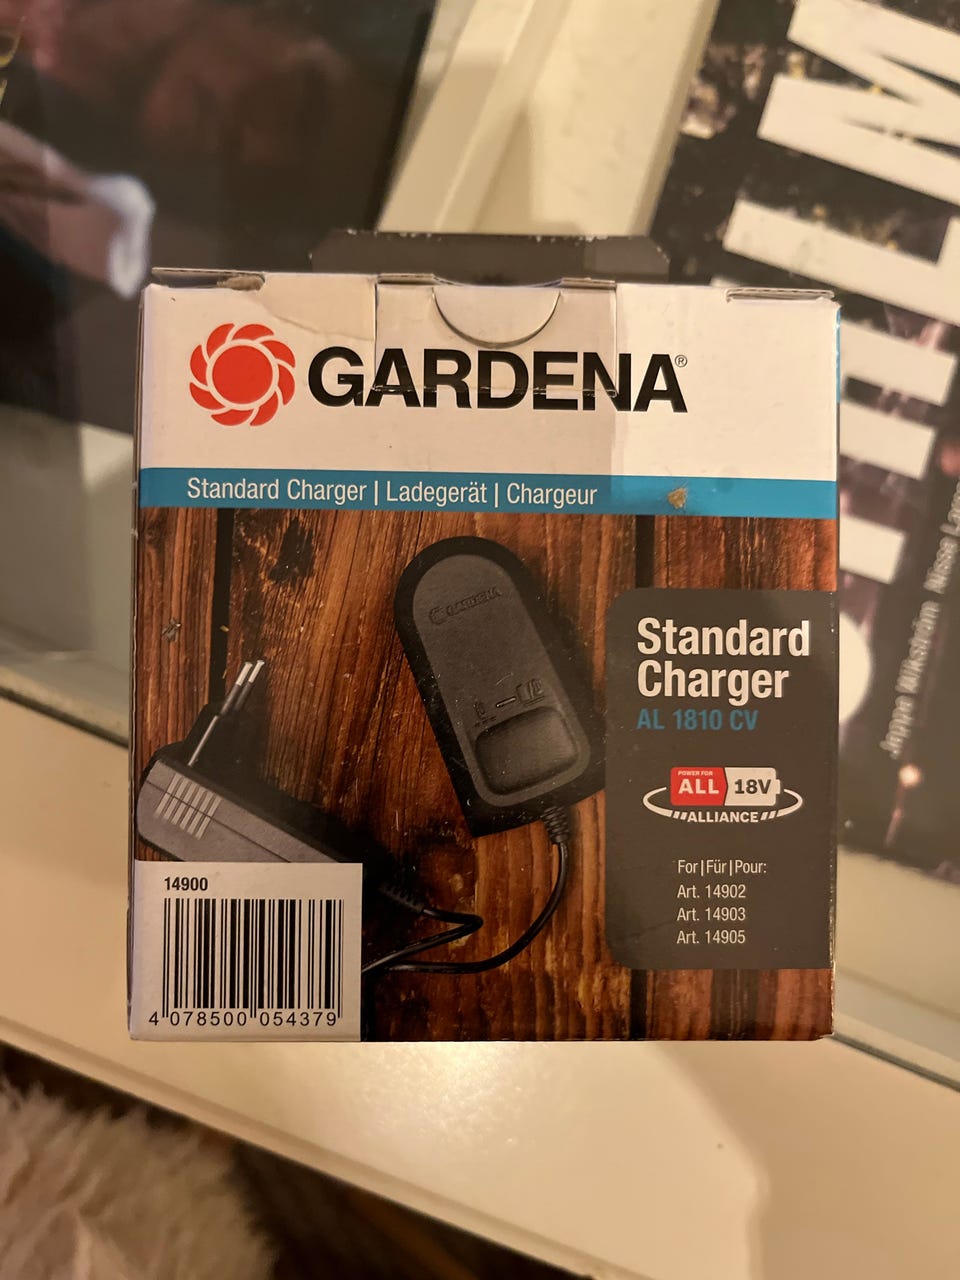 GARDENA®
Standard Charger | Ladegerät | Chargeur
GARDENA
Standard
Charger
AL 1810 CV
POWER FOR
ALL 18V
ALLIANCE
For|Für|Pour:
Art. 14902
Art. 14903
Art. 14905
14900
4 078500 054379